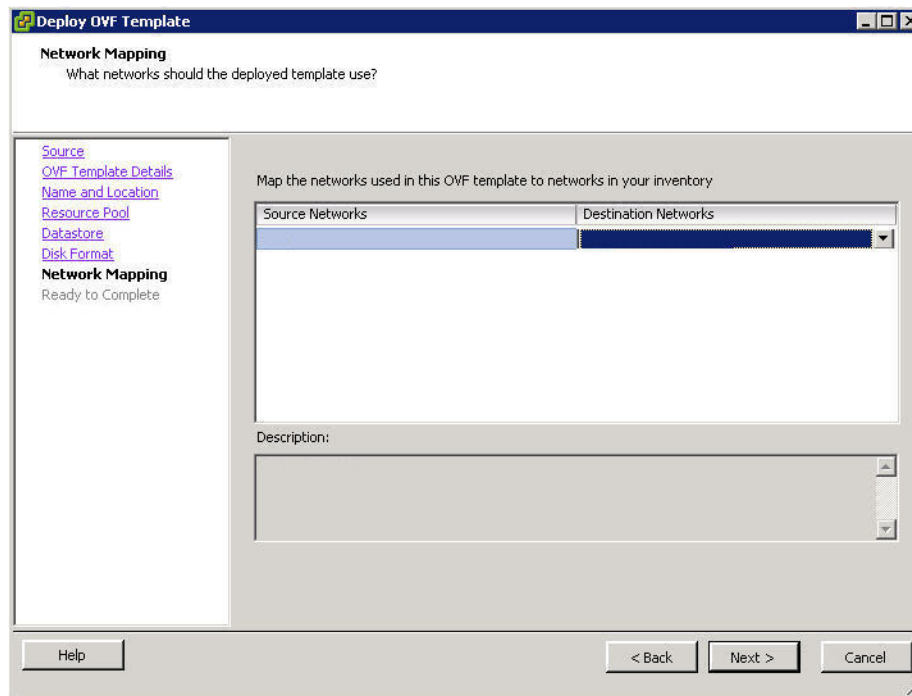 Deploy OVF Template
Network Mapping
What networks should the deployed template use?
Source
OVF Template Details
Name and Location
Resource Pool
Datastore
Disk Format
Network Mapping
Ready to Complete
Map the networks used in this OVF template to networks in your inventory
Source Networks Destination Networks
Description:
Help < Back Next > Cancel